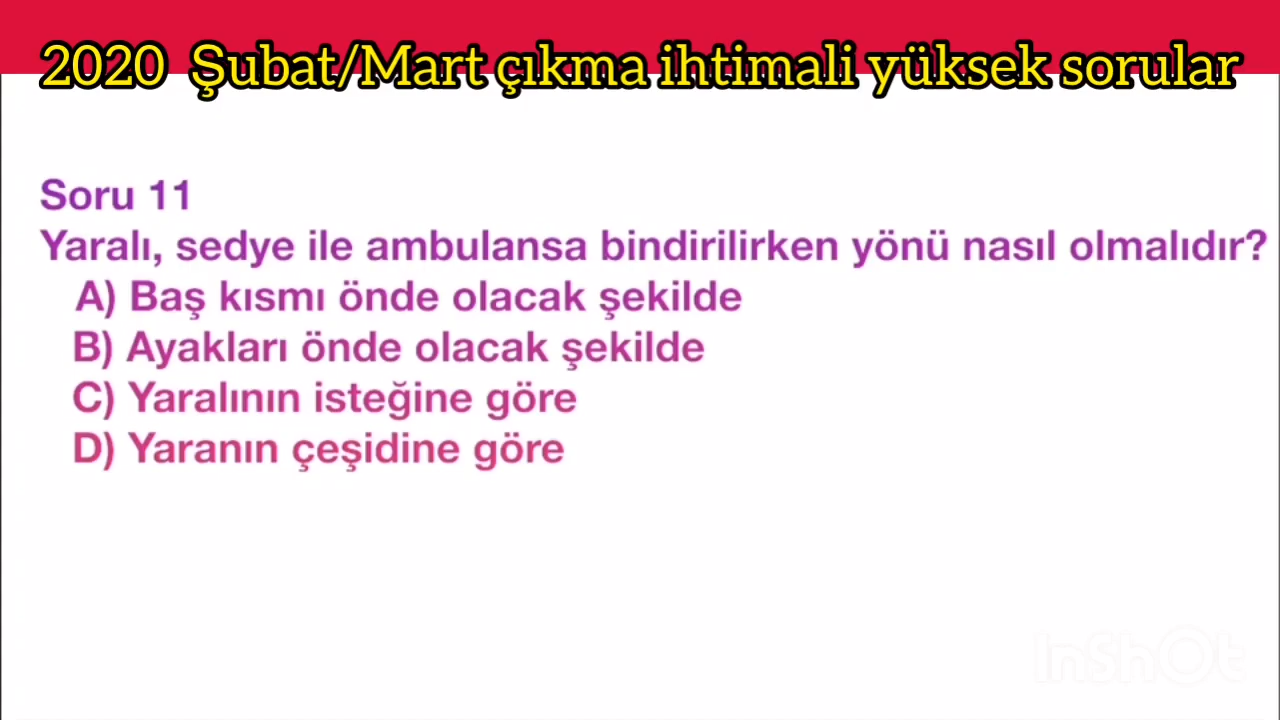 2020 Şubat/Mart çıkma ihtimali yüksek sorular
Soru 11
Yaralı, sedye ile ambulansa bindirilirken yönü nasıl olmalıdır?
A) Baş kısmı önde olacak şekilde
B) Ayakları önde olacak şekilde
C) Yaralının isteğine göre
D) Yaranın çeşidine göre
InShOt